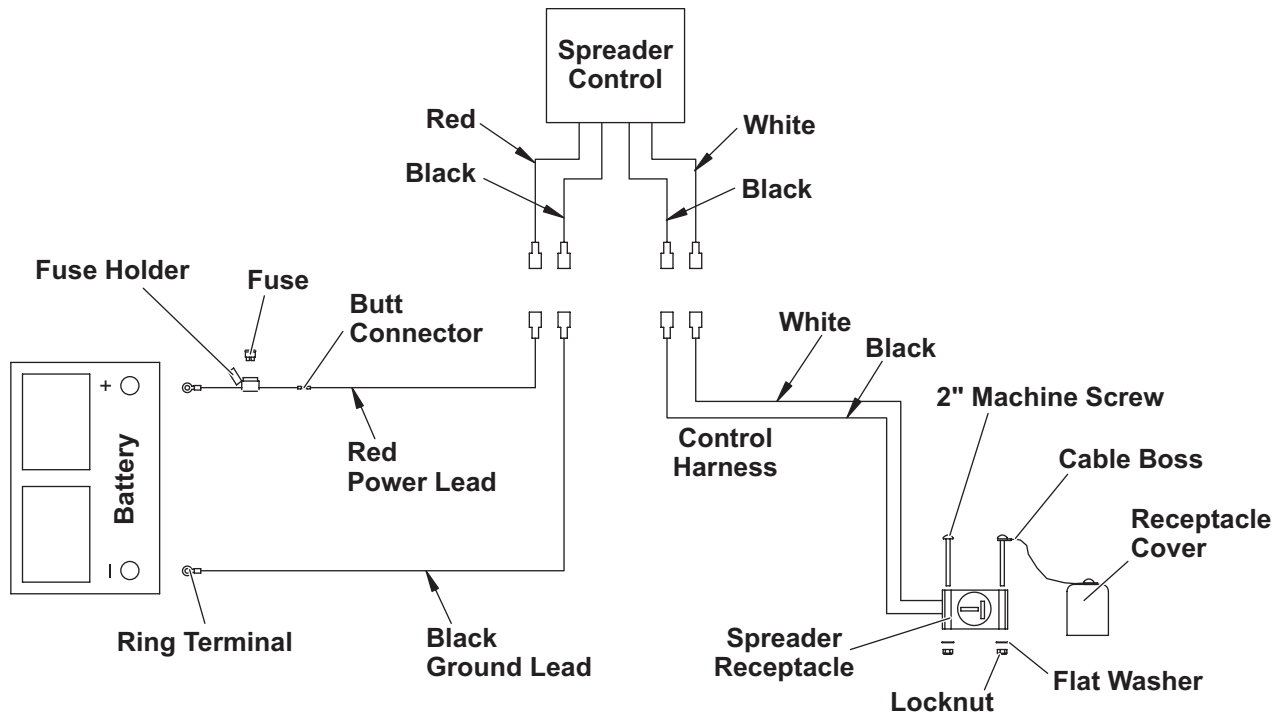 Spreader
Control
Red
White
Black
Black
Fuse Holder
Fuse
Butt
Connector
White
Black
2" Machine Screw
+
Battery
–
Red
Power Lead
Control
Harness
Cable Boss
Receptacle
Cover
Ring Terminal
Black
Ground Lead
Spreader
Receptacle
Flat Washer
Locknut